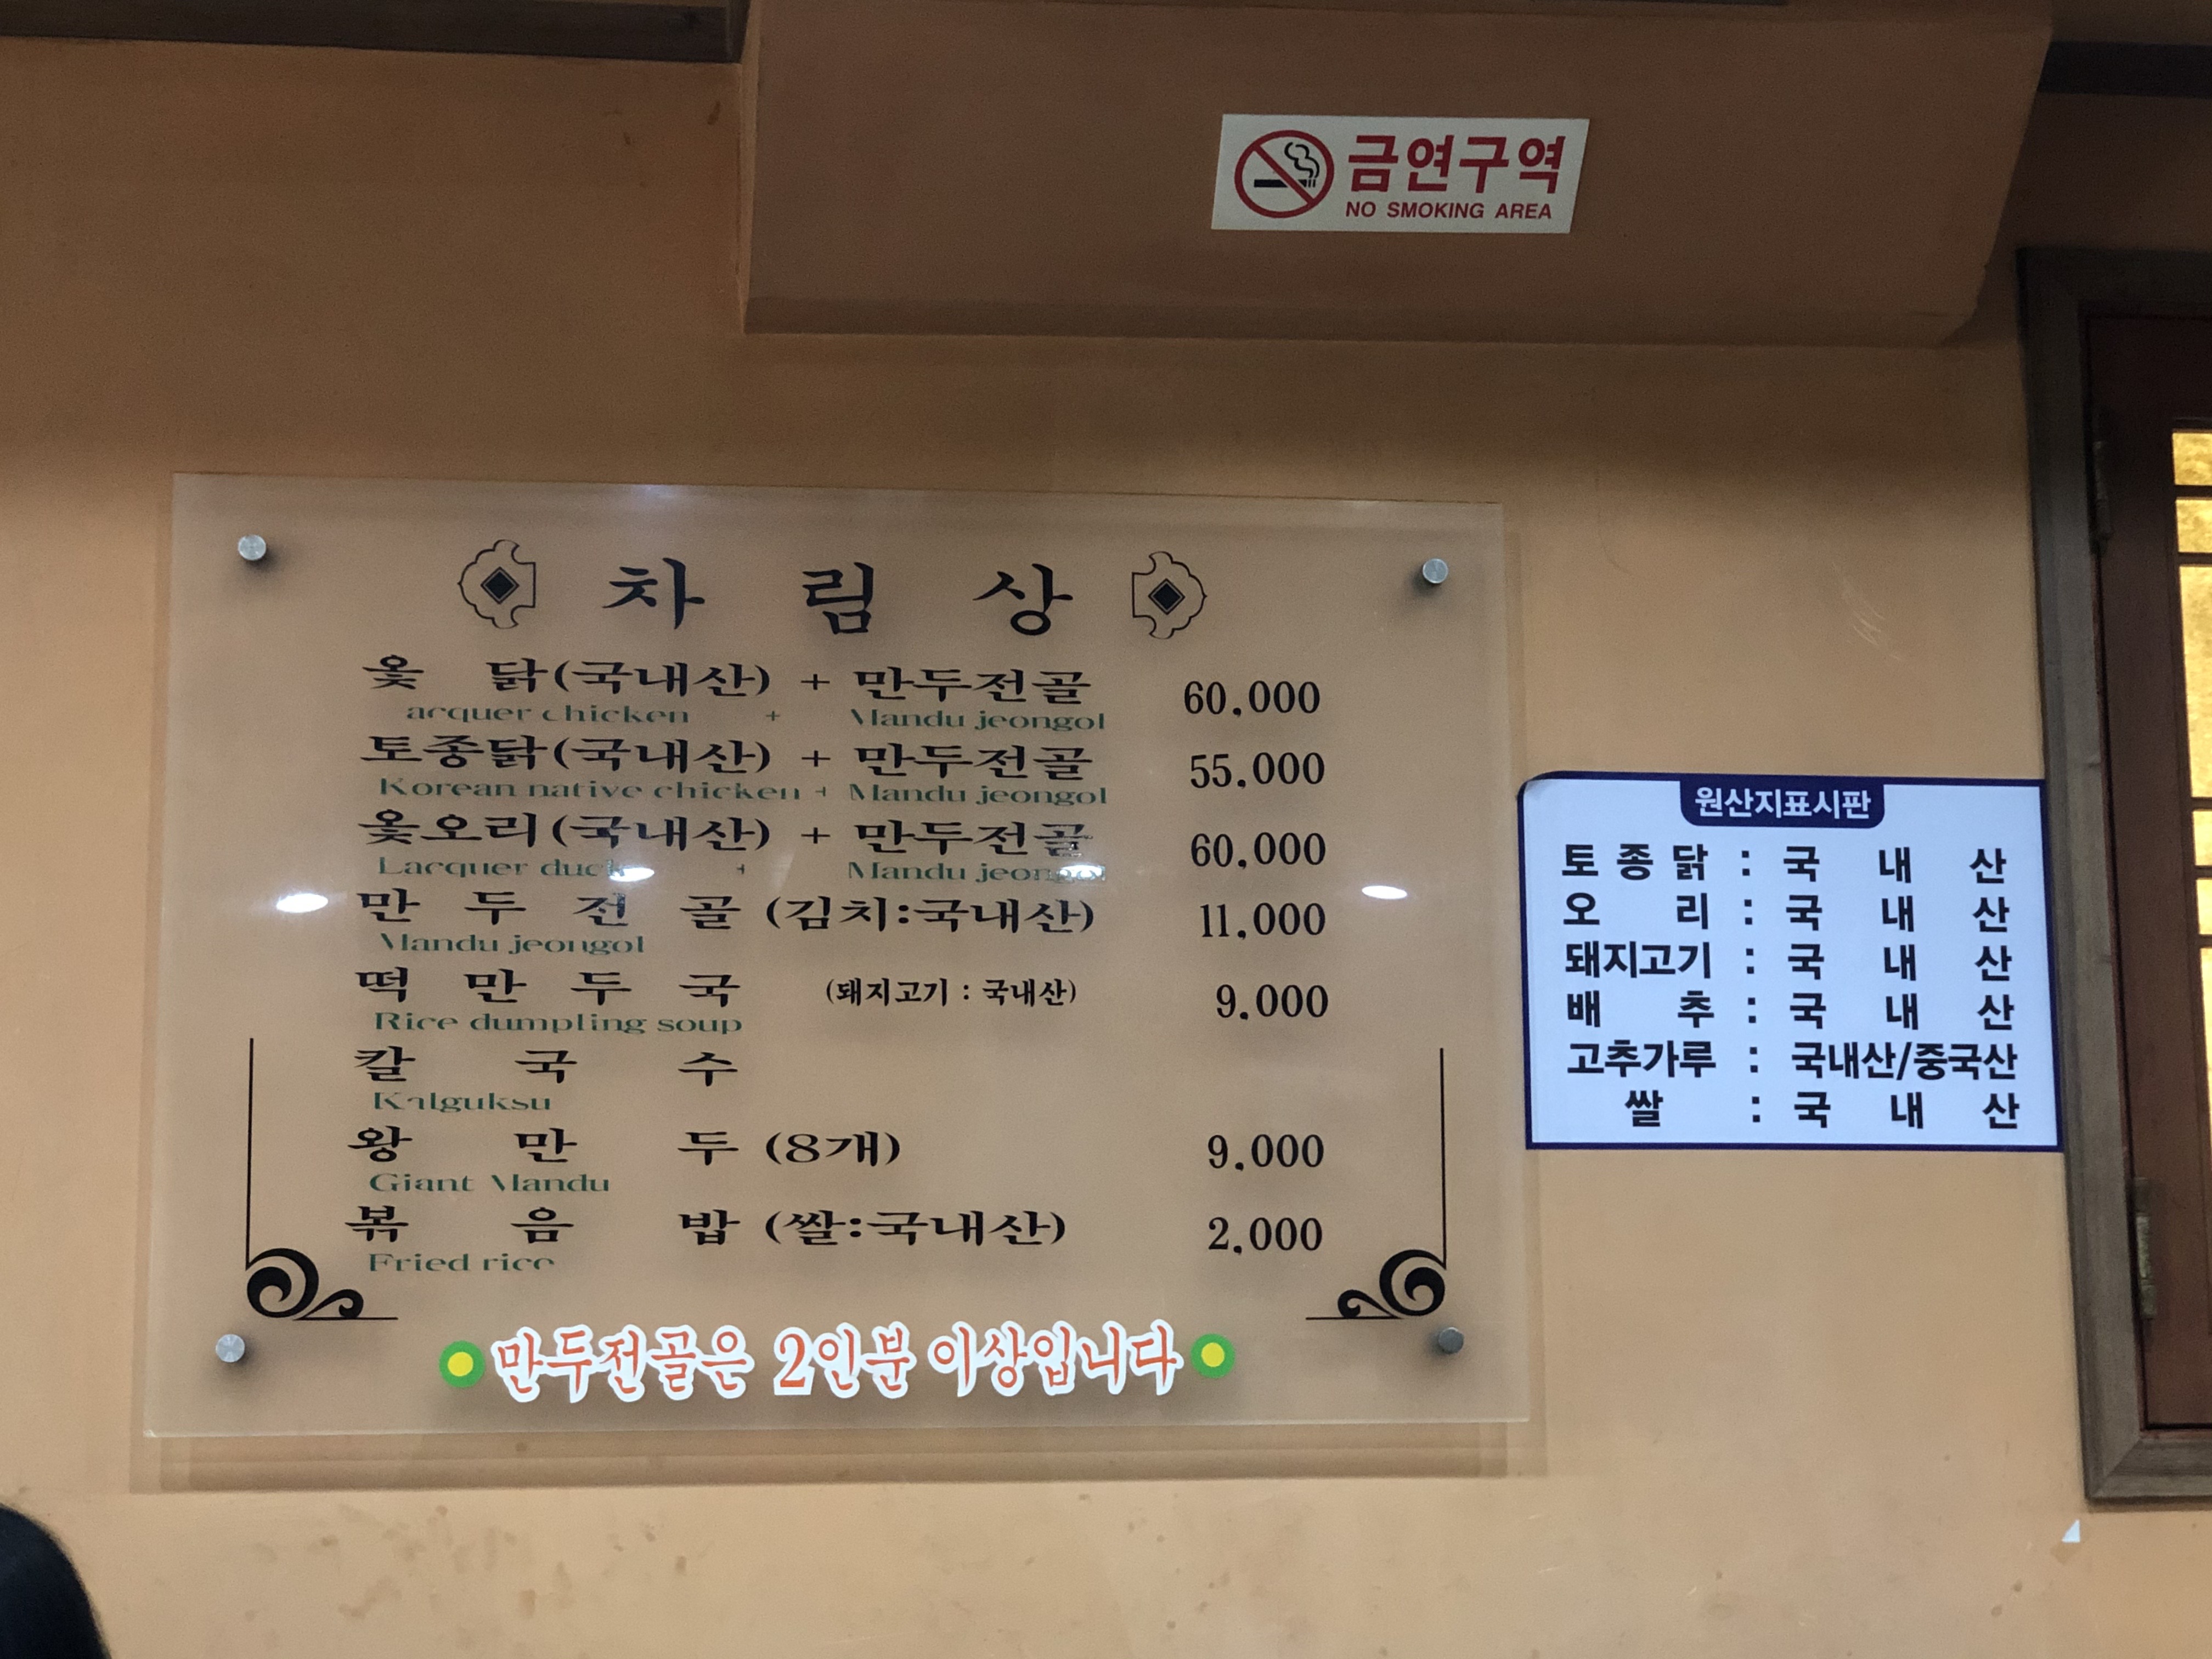 금연구역
NO SMOKING AREA
차 림 상
옻 닭(국내산) + 만두전골 60,000
acquer chicken + Mandu jeongol
토종닭(국내산) + 만두전골 55,000
Korean native chicken + Mandu jeongol
옻오리(국내산) + 만두전골 60,000
Lacquer duck + Mandu jeongol
만 두 전 골 (김치:국내산) 11,000
Mandu jeongol
떡 만 두 국 (돼지고기 : 국내산) 9,000
Rice dumpling soup
칼 국 수
Kalguksu
왕 만 두 (8개) 9,000
Giant Mandu
볶 음 밥 (쌀:국내산) 2,000
Fried rice
만두전골은 2인분 이상입니다
원산지표시판
토 종 닭 : 국 내 산
오 리 : 국 내 산
돼지고기 : 국 내 산
배 추 : 국 내 산
고추가루 : 국내산/중국산
쌀 : 국 내 산